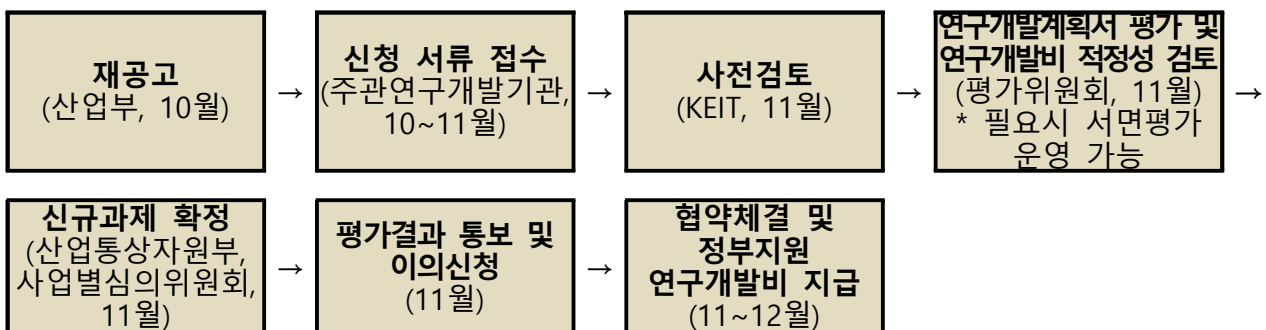 재공고
(산업부, 10월)
→
신청 서류 접수
(주관연구개발기관,
10~11월)
→
사전검토
(KEIT, 11월)
→
연구개발계획서 평가 및
연구개발비 적정성 검토
(평가위원회, 11월)
* 필요시 서면평가
운영 가능
→
신규과제 확정
(산업통상자원부,
사업별심의위원회,
11월)
→
평가결과 통보 및
이의신청
(11월)
→
협약체결 및
정부지원
연구개발비 지급
(11~12월)